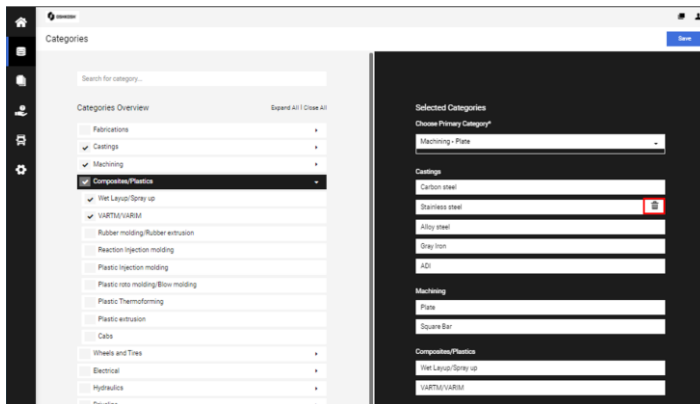 OSHKOSH
Categories
Save
Search for category...
Categories Overview
Expand All | Close All
Fabrications
Castings
Machining
Composites/Plastics
Wet Layup/Spray up
VARTM/VARIM
Rubber molding/Rubber extrusion
Reaction Injection molding
Plastic Injection molding
Plastic roto molding/Blow molding
Plastic Thermoforming
Plastic extrusion
Cabs
Wheels and Tires
Electrical
Hydraulics
Selected Categories
Choose Primary Category*
Machining - Plate
Castings
Carbon steel
Stainless steel
Alloy steel
Gray Iron
ADI
Machining
Plate
Square Bar
Composites/Plastics
Wet Layup/Spray up
VARTM/VARIM